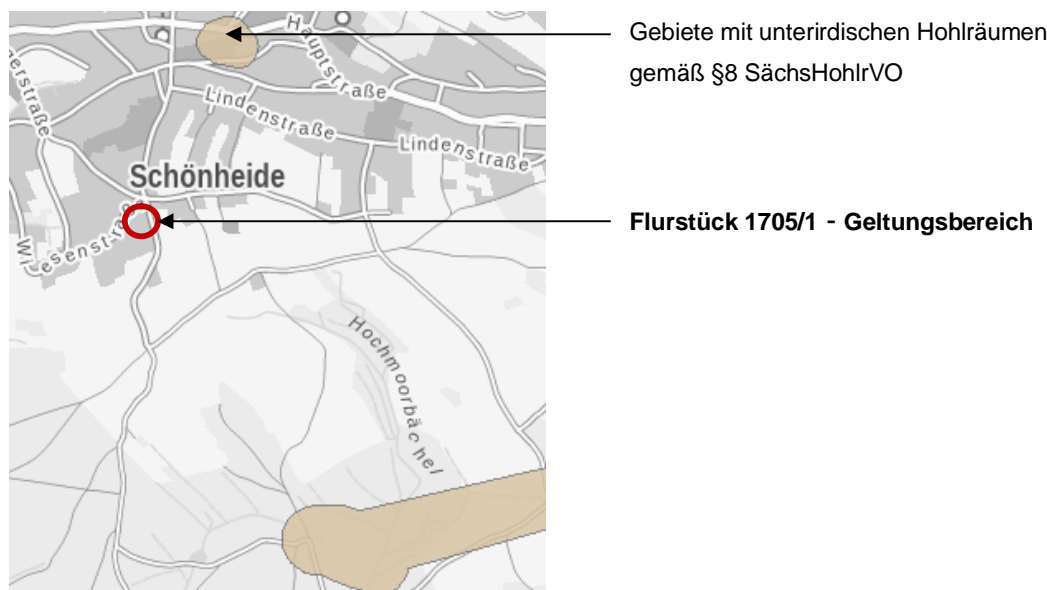 Gebiete mit unterirdischen Hohlräumen
gemäß §8 SächsHohlrVO
Hauptstraße
Lindenstraße
Lindenstraße
Schönheide
Flurstück 1705/1 - Geltungsbereich
Wiesenstraße
Hochmoorbächel